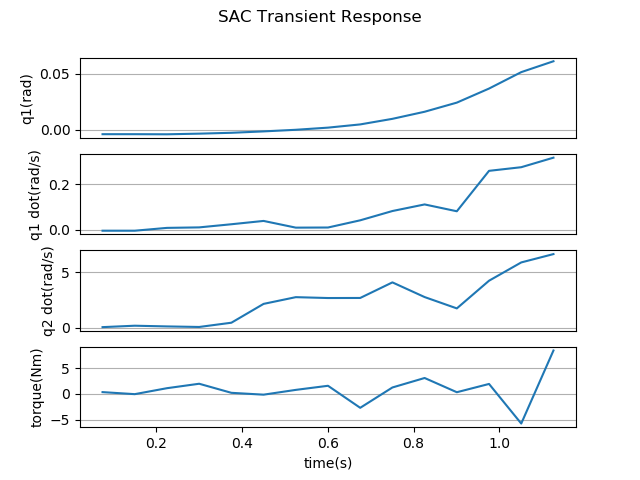 SAC Transient Response
q1(rad)
0.05
0.00
q1 dot(rad/s)
0.2
0.0
q2 dot(rad/s)
5
0
torque(Nm)
5
0
−5
0.2 0.4 0.6 0.8 1.0
time(s)